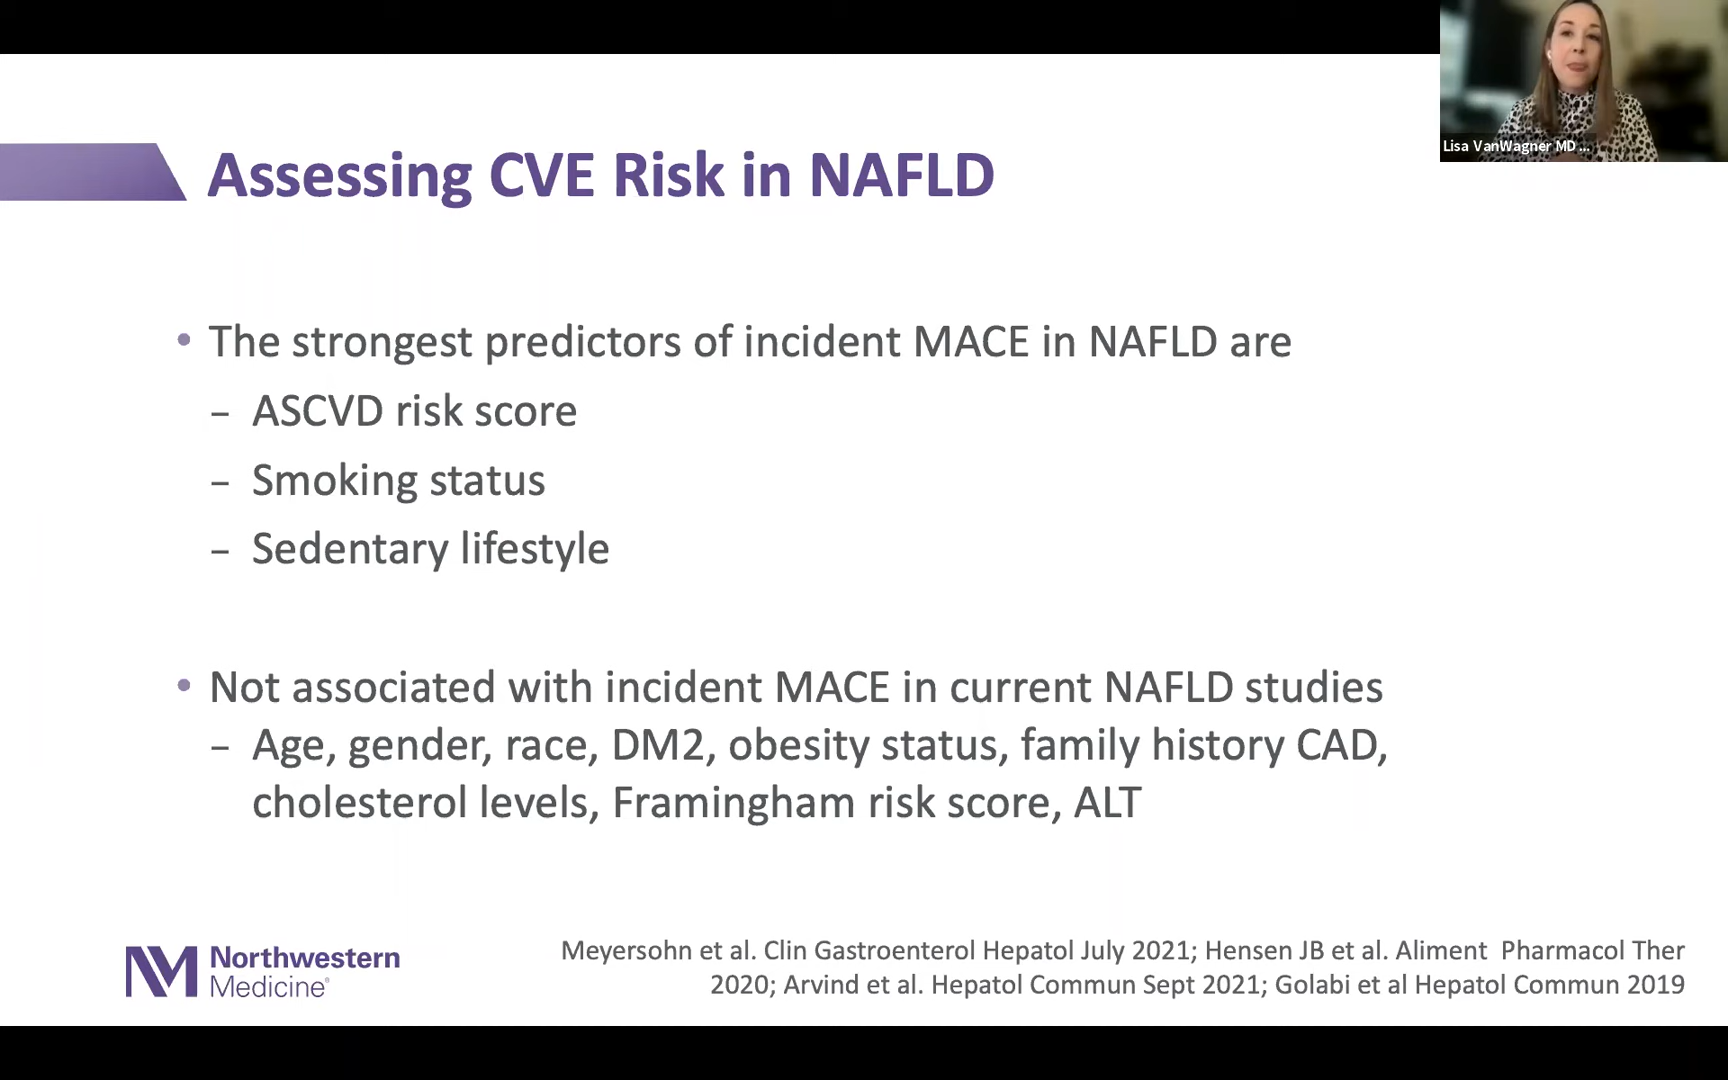 Lisa VanWagner MD ...
Assessing CVE Risk in NAFLD
• The strongest predictors of incident MACE in NAFLD are
– ASCVD risk score
– Smoking status
– Sedentary lifestyle
• Not associated with incident MACE in current NAFLD studies
– Age, gender, race, DM2, obesity status, family history CAD,
cholesterol levels, Framingham risk score, ALT
NM Northwestern
Medicine®
Meyersohn et al. Clin Gastroenterol Hepatol July 2021; Hensen JB et al. Aliment Pharmacol Ther
2020; Arvind et al. Hepatol Commun Sept 2021; Golabi et al Hepatol Commun 2019